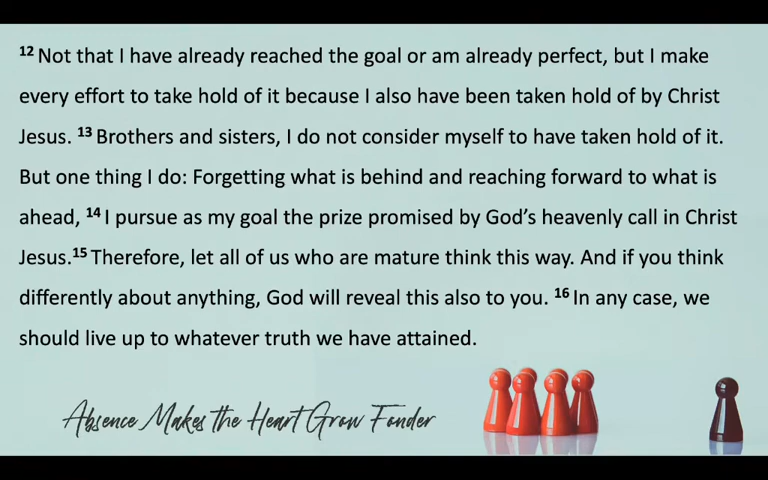 12 Not that I have already reached the goal or am already perfect, but I make
every effort to take hold of it because I also have been taken hold of by Christ
Jesus. 13 Brothers and sisters, I do not consider myself to have taken hold of it.
But one thing I do: Forgetting what is behind and reaching forward to what is
ahead, 14 I pursue as my goal the prize promised by God’s heavenly call in Christ
Jesus.15 Therefore, let all of us who are mature think this way. And if you think
differently about anything, God will reveal this also to you. 16 In any case, we
should live up to whatever truth we have attained.
Absence Makes the Heart Grow Fonder